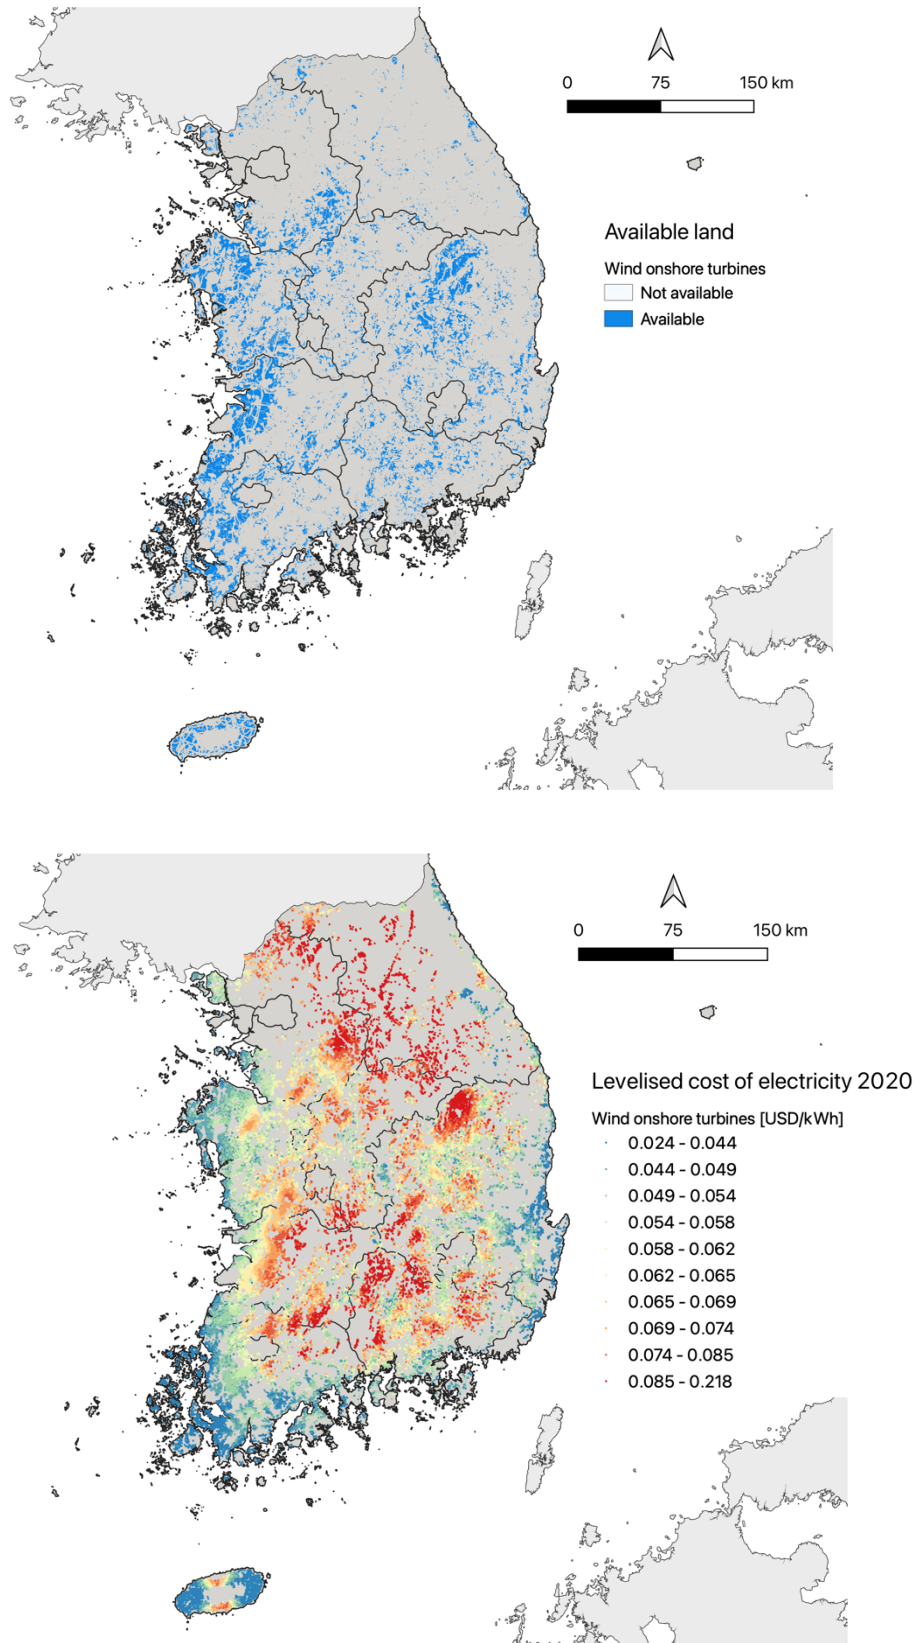 0 75 150 km
Available land
Wind onshore turbines
Not available
Available
0 75 150 km
Levelised cost of electricity 2020
Wind onshore turbines [USD/kWh]
0.024 - 0.044
0.044 - 0.049
0.049 - 0.054
0.054 - 0.058
0.058 - 0.062
0.062 - 0.065
0.065 - 0.069
0.069 - 0.074
0.074 - 0.085
0.085 - 0.218